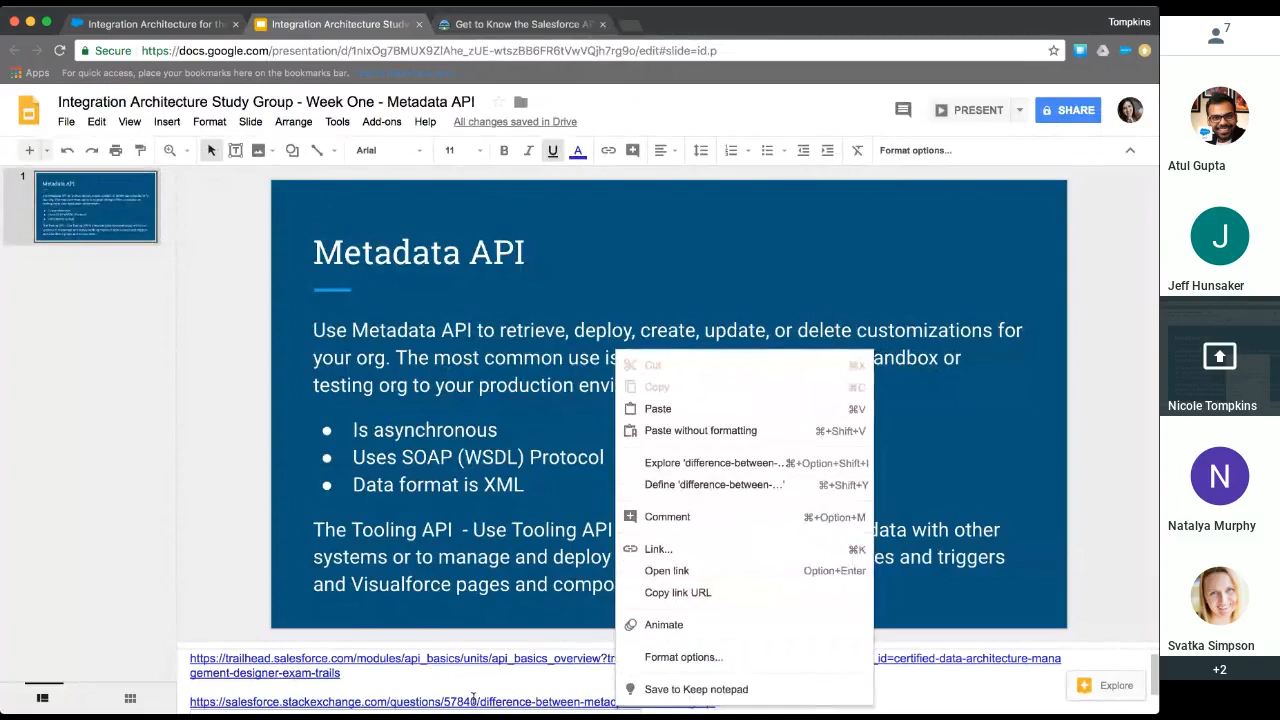 Integration Architecture for the
Integration Architecture Study
Get to Know the Salesforce AP
Tompkins
7
Secure
https://docs.google.com/presentation/d/1nIxOg7BMUX9ZlAhe_zUE-wtszBB6FR6tVwVQjh7rg9o/edit#slide=id.p
Apps
For quick access, place your bookmarks here on the bookmarks bar.
Integration Architecture Study Group - Week One - Metadata API
File Edit View Insert Format Slide Arrange Tools Add-ons Help All changes saved in Drive
PRESENT
SHARE
Arial
11
B I U A
Format options...
1
Metadata API
Use Metadata API to retrieve, deploy, create, update, or delete customizations for
your org. The most common use is
andbox or
testing org to your production envi
● Is asynchronous
● Uses SOAP (WSDL) Protocol
● Data format is XML
The Tooling API - Use Tooling API
data with other
systems or to manage and deploy
es and triggers
and Visualforce pages and compo
Cut ⌘X
Copy ⌘C
Paste ⌘V
Paste without formatting ⌘+Shift+V
Explore 'difference-between-... ⌘+Option+Shift+I
Define 'difference-between-...' ⌘+Shift+Y
Comment ⌘+Option+M
Link... ⌘K
Open link Option+Enter
Copy link URL
Animate
Format options...
Save to Keep notepad
https://trailhead.salesforce.com/modules/api_basics/units/api_basics_overview?tr
_id=certified-data-architecture-mana
gement-designer-exam-trails
https://salesforce.stackexchange.com/questions/57840/difference-between-metad
Explore
Atul Gupta
J
Jeff Hunsaker
Nicole Tompkins
N
Natalya Murphy
Svatka Simpson
+2